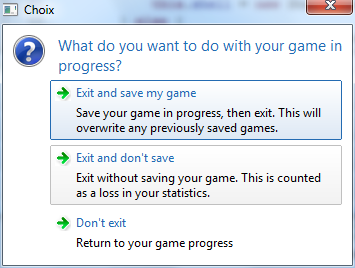 Choix
What do you want to do with your game in
progress?
Exit and save my game
Save your game in progress, then exit. This will
overwrite any previously saved games.
Exit and don't save
Exit without saving your game. This is counted
as a loss in your statistics.
Don't exit
Return to your game progress